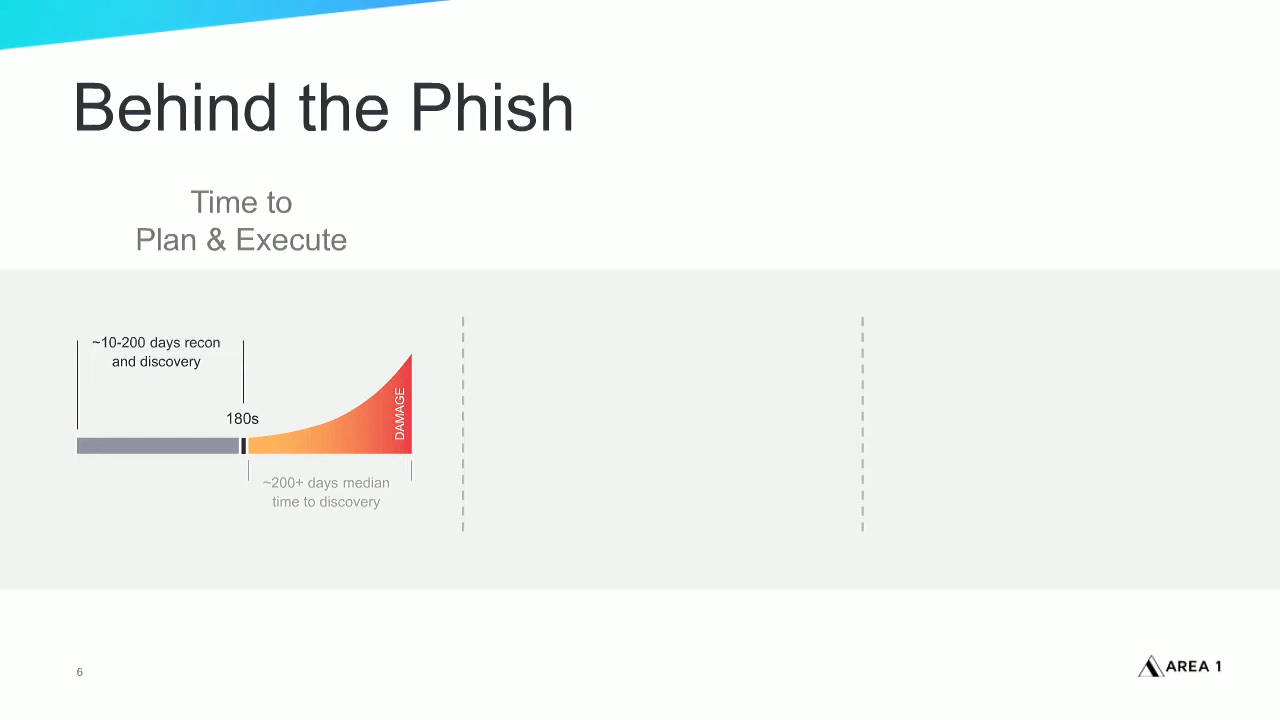 Behind the Phish
Time to
Plan & Execute
~10-200 days recon
and discovery
180s
DAMAGE
~200+ days median
time to discovery
6
AREA 1